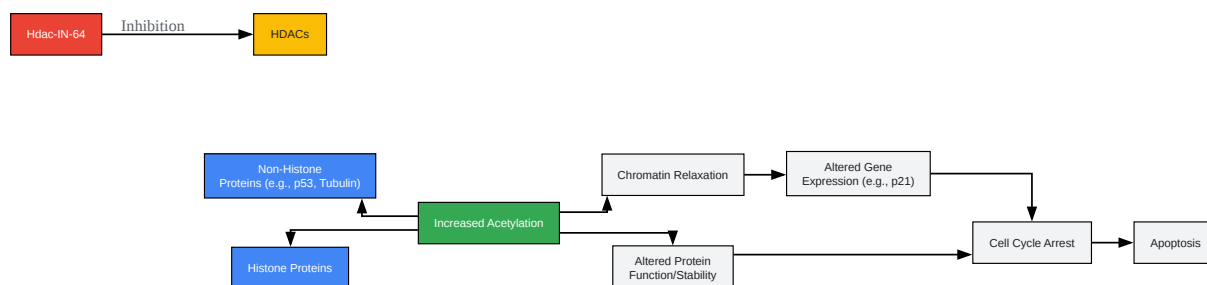 Hdac-IN-64
Inhibition
HDACs
Non-Histone
Proteins (e.g., p53, Tubulin)
Chromatin Relaxation
Altered Gene
Expression (e.g., p21)
Increased Acetylation
Histone Proteins
Altered Protein
Function/Stability
Cell Cycle Arrest
Apoptosis